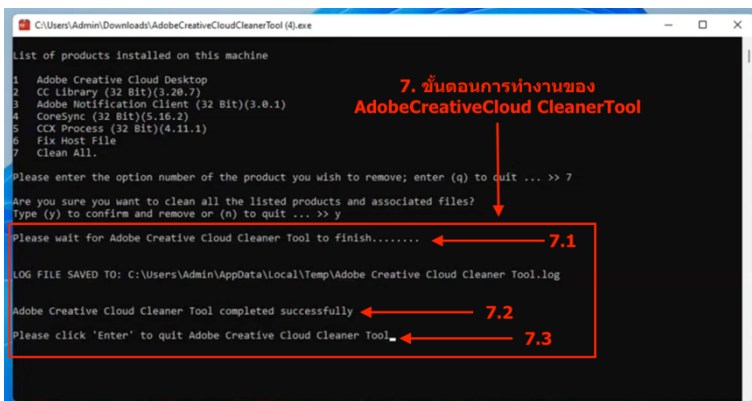 C:\Users\Admin\Downloads\AdobeCreativeCloudCleanerTool (4).exe
List of products installed on this machine
1 Adobe Creative Cloud Desktop
2 CC Library (32 Bit)(3.20.7)
3 Adobe Notification Client (32 Bit)(3.0.1)
4 CoreSync (32 Bit)(5.16.2)
5 CCX Process (32 Bit)(4.11.1)
6 Fix Host File
7 Clean All.
7. ขั้นตอนการทำงานของ
AdobeCreativeCloud CleanerTool
Please enter the option number of the product you wish to remove; enter (q) to quit ... >> 7
Are you sure you want to clean all the listed products and associated files?
Type (y) to confirm and remove or (n) to quit ... >> y
Please wait for Adobe Creative Cloud Cleaner Tool to finish........
7.1
LOG FILE SAVED TO: C:\Users\Admin\AppData\Local\Temp\Adobe Creative Cloud Cleaner Tool.log
Adobe Creative Cloud Cleaner Tool completed successfully
7.2
Please click 'Enter' to quit Adobe Creative Cloud Cleaner Tool
7.3